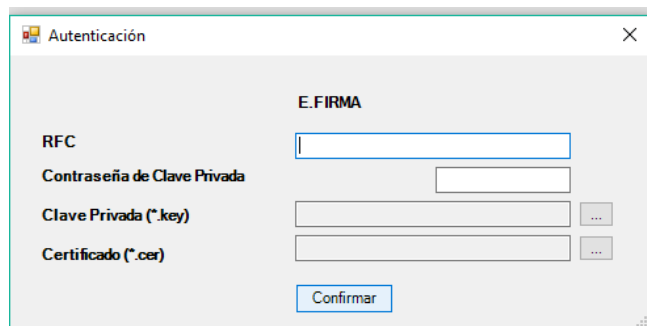 Autenticación
E.FIRMA
RFC
Contraseña de Clave Privada
Clave Privada (*.key)
...
Certificado (*.cer)
...
Confirmar